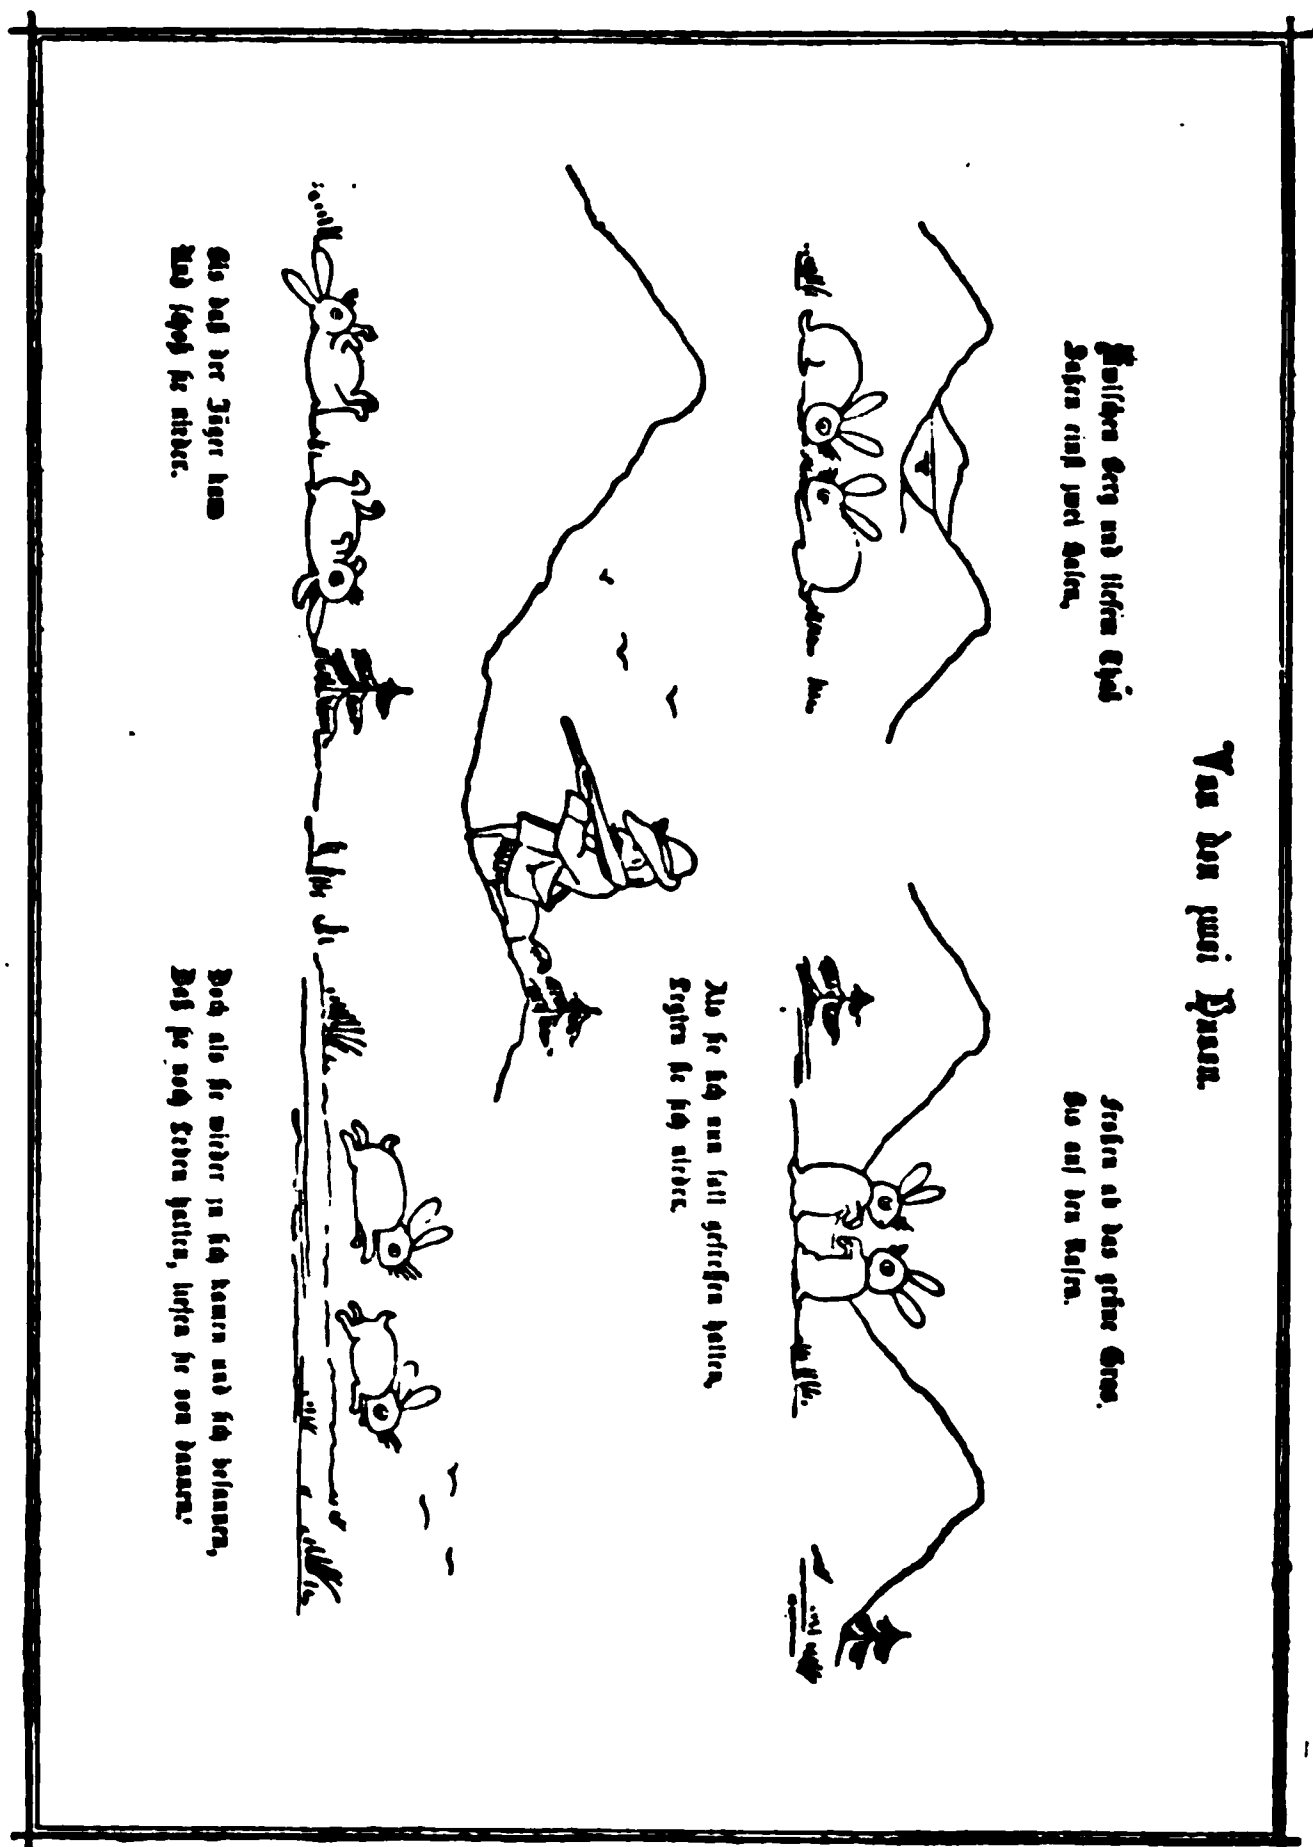 Von den zwei Hasen.
Zwischen Berg und tiefem Thal
Saßen einst zwei Hasen,
Fraßen ab das grüne Gras,
Bis auf den Rasen.
Als sie sich nun satt gefressen hatten,
Legten sie sich nieder,
Bis daß der Jäger kam
Und schoß sie nieder.
Doch als sie wieder zu sich kamen und sich besannen,
Daß sie noch Leben hatten, liefen sie von dannen.